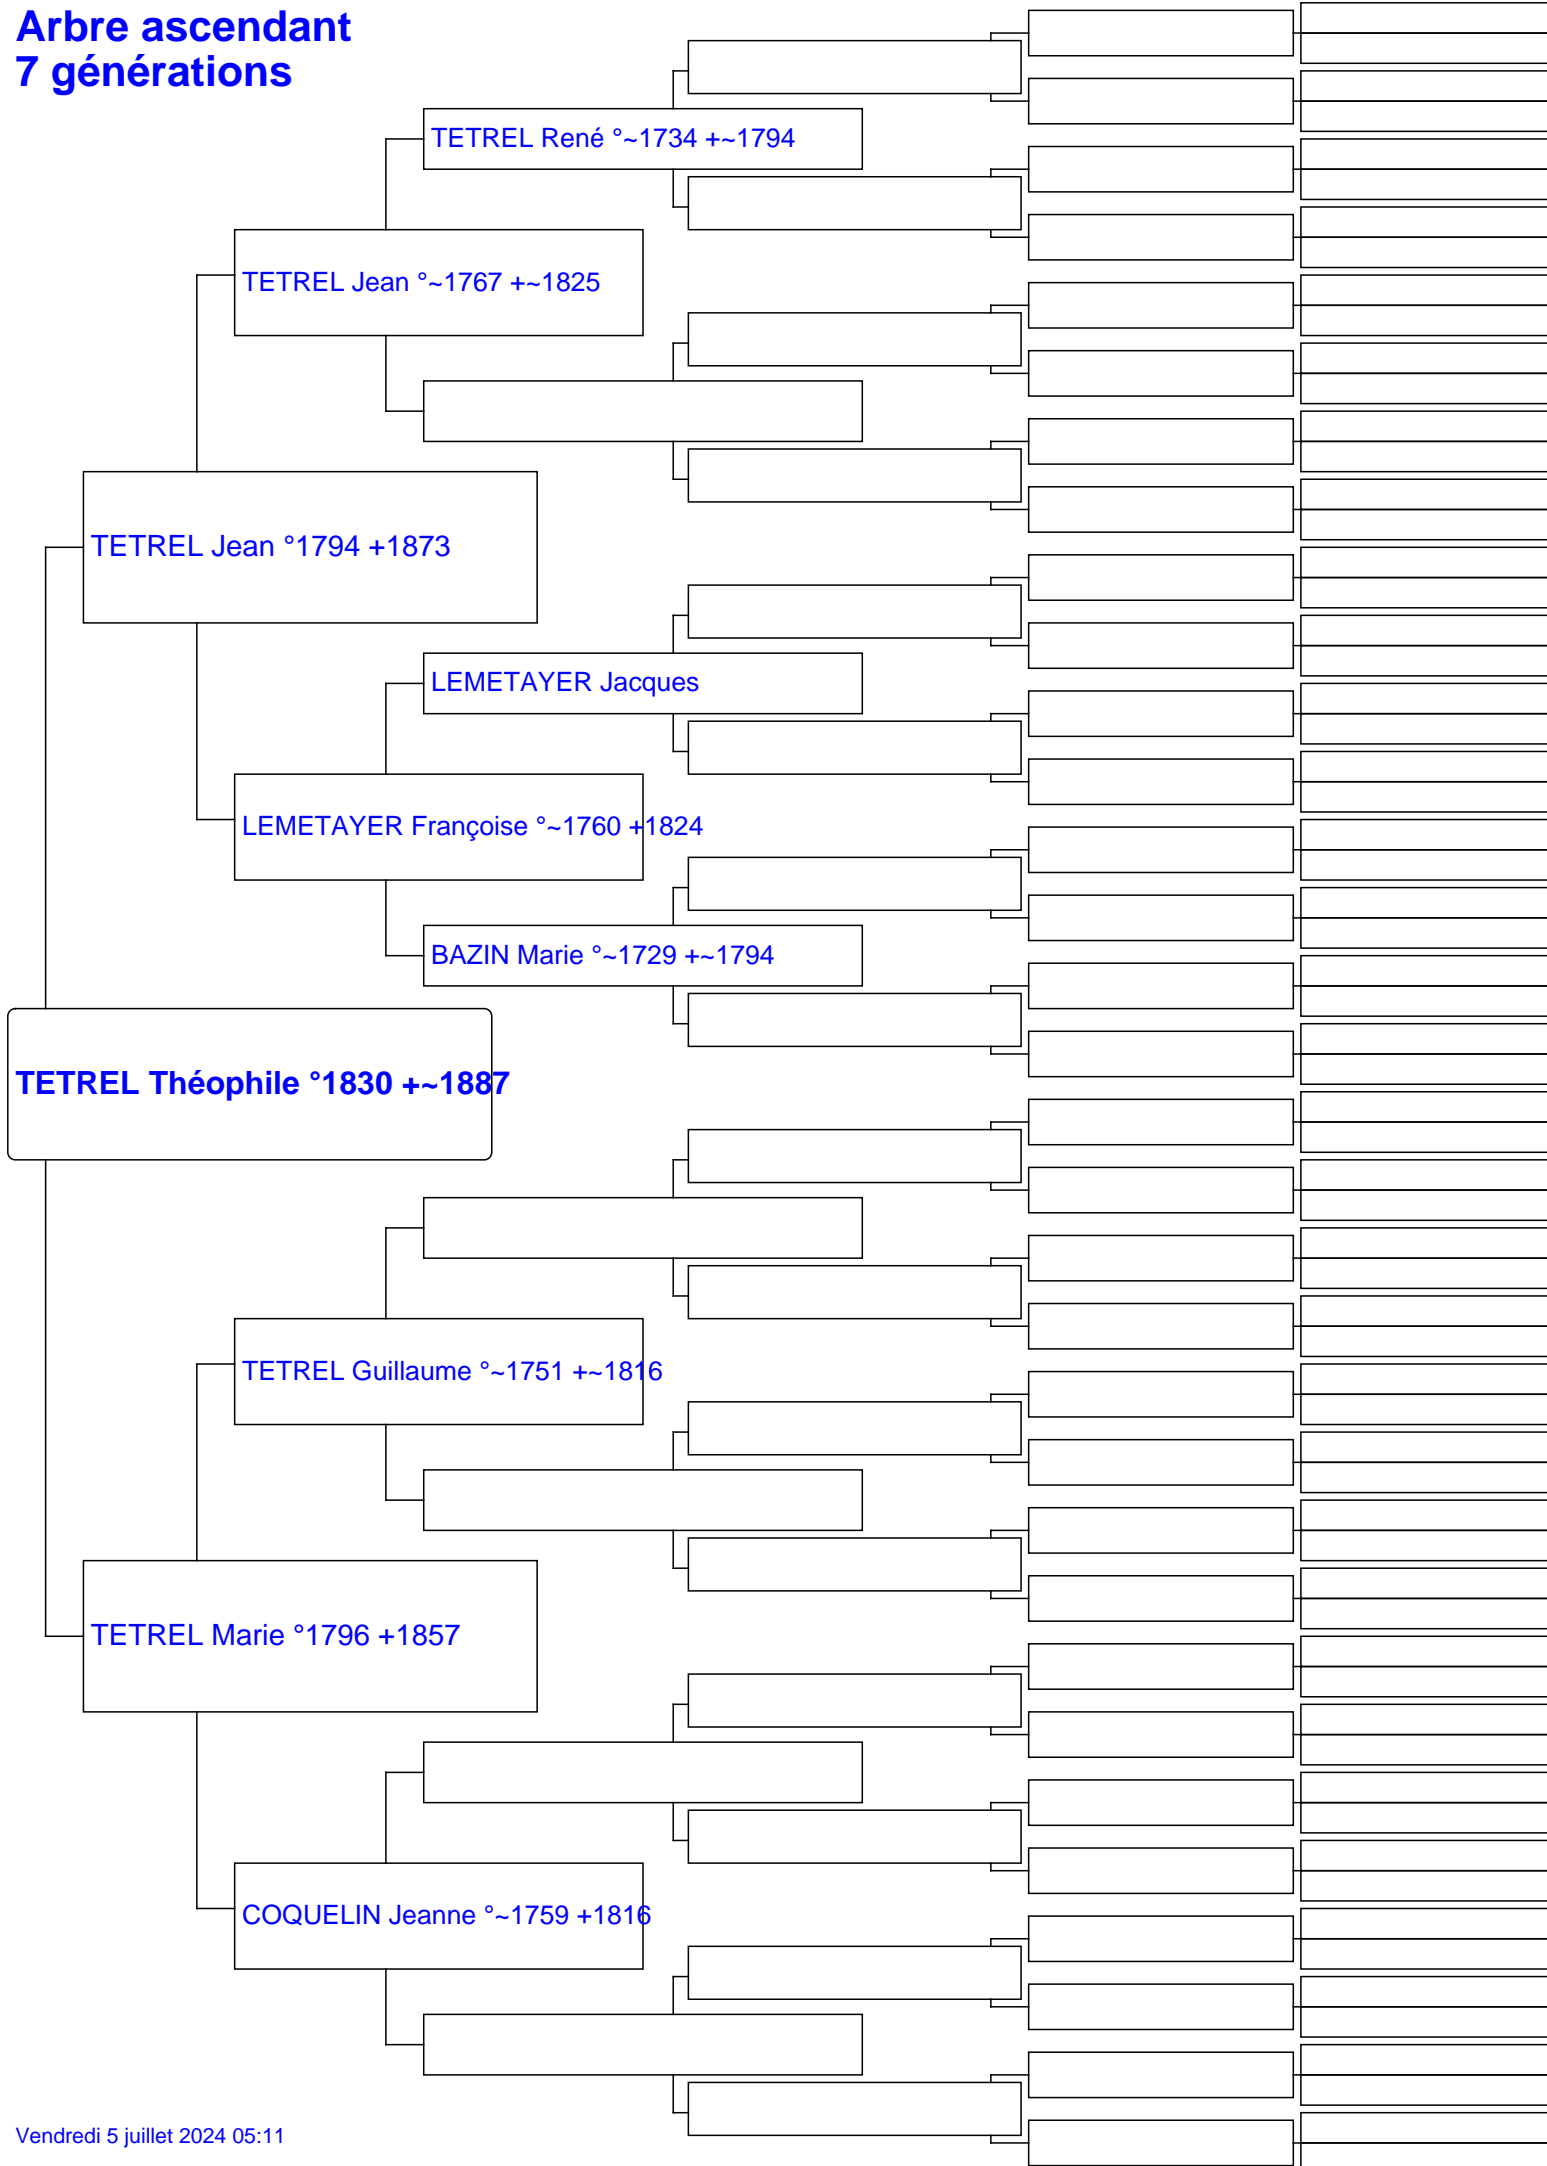 Arbre ascendant
7 générations
TETREL René °~1734 +~1794
TETREL Jean °~1767 +~1825
TETREL Jean °1794 +1873
LEMETAYER Jacques
LEMETAYER Françoise °~1760 +1824
BAZIN Marie °~1729 +~1794
TETREL Théophile °1830 +~1887
TETREL Guillaume °~1751 +~1816
TETREL Marie °1796 +1857
COQUELIN Jeanne °~1759 +1816
Vendredi 5 juillet 2024 05:11